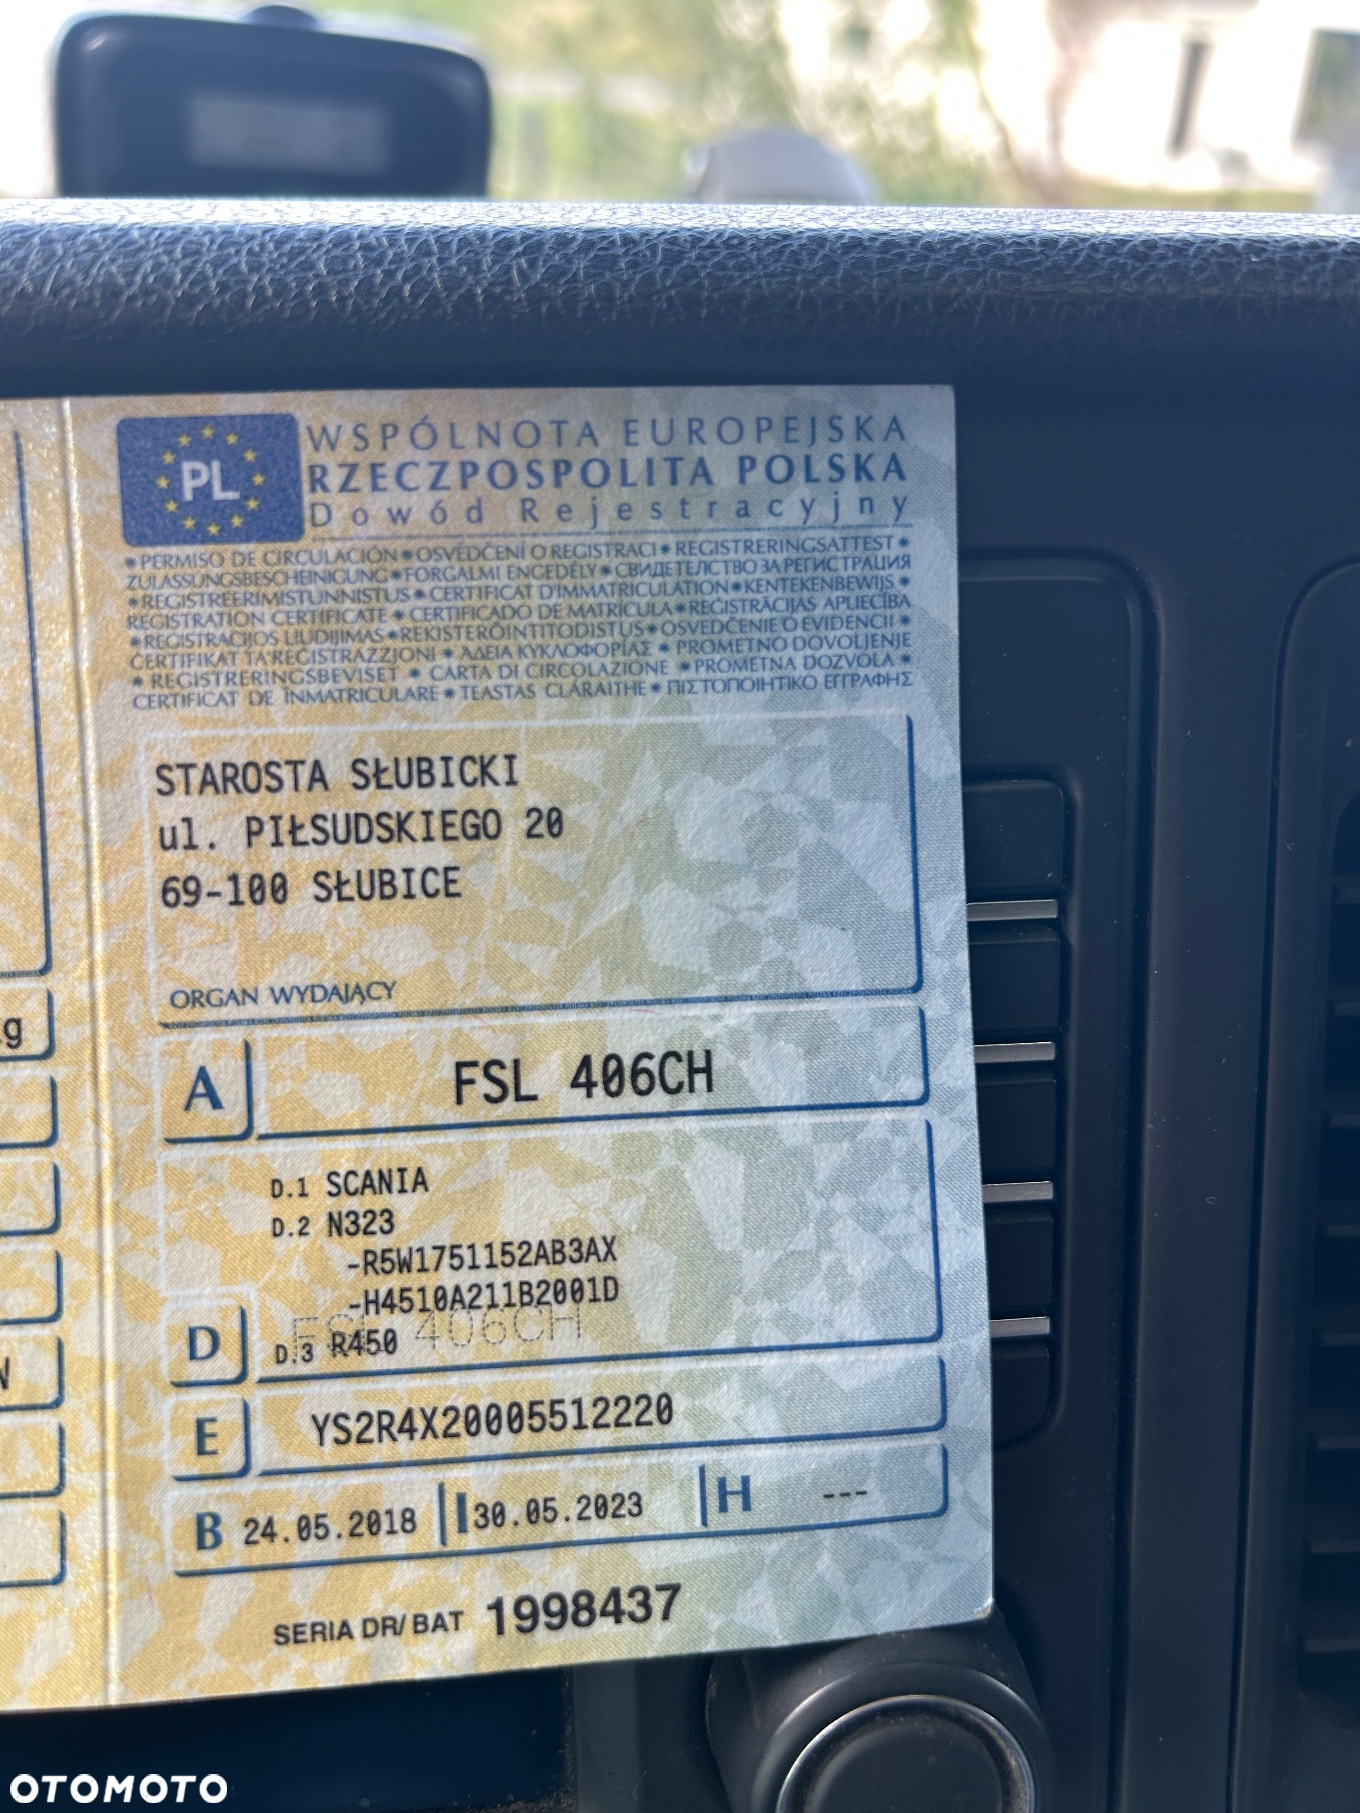 PL
WSPÓLNOTA EUROPEJSKA
RZECZPOSPOLITA POLSKA
Dowód Rejestracyjny
* PERMISO DE CIRCULACIÓN * OSVĚDČENÍ O REGISTRACI * REGISTRERINGSATTEST *
ZULASSUNGSBESCHEINIGUNG * FORGALMI ENGEDÉLY * СВИДЕТЕЛСТВО ЗА РЕГИСТРАЦИЯ
* REGISTREERIMISTUNNISTUS * CERTIFICAT D'IMMATRICULATION * KENTEKENBEWIJS *
REGISTRATION CERTIFICATE * CERTIFICADO DE MATRÍCULA * REĢISTRĀCIJAS APLIECĪBA
* REGISTRACIJOS LIUDIJIMAS * REKISTERÖINTITODISTUS * OSVEDČENIE O EVIDENCII *
ĊERTIFIKAT TA'REĠISTRAZZJONI * ΑΔΕΙΑ ΚΥΚΛΟΦΟΡΙΑΣ * PROMETNO DOVOLJENJE
* REGISTRERINGSBEVISET * CARTA DI CIRCOLAZIONE * PROMETNA DOZVOLA *
CERTIFICAT DE ÎNMATRICULARE * TEASTAS CLÁRAITHE * ΠΙΣΤΟΠΟΙΗΤΙΚΟ ΕΓΓΡΑΦΗΣ
STAROSTA SŁUBICKI
ul. PIŁSUDSKIEGO 20
69-100 SŁUBICE
ORGAN WYDAJĄCY
A FSL 406CH
D.1 SCANIA
D.2 N323
-R5W1751152AB3AX
-H4510A211B2001D
FSL 406CH
D D.3 R450
E YS2R4X20005512220
B 24.05.2018 I 30.05.2023 H ---
SERIA DR/BAT 1998437
OTOMOTO